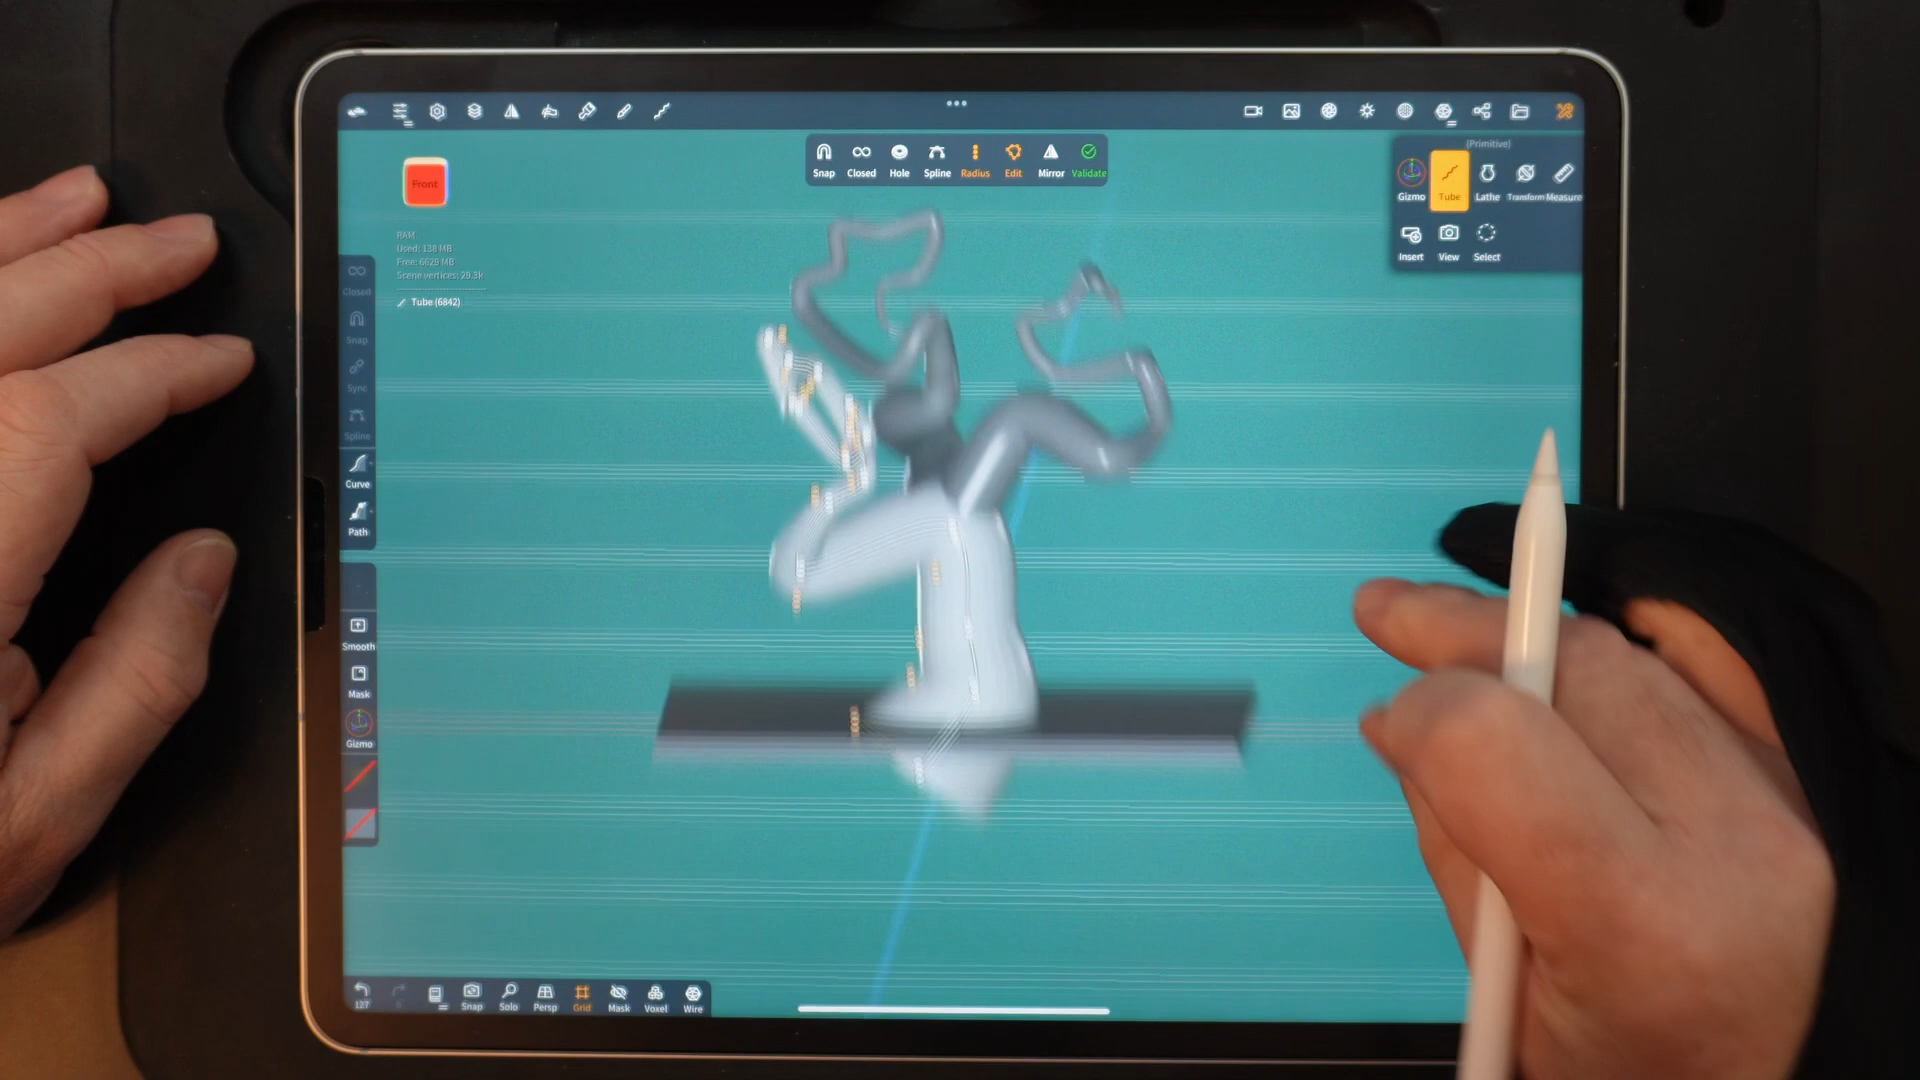 Snap Closed Hole Spline Radius Edit Mirror Validate
(Primitive)
Gizmo Tube Lathe Transform Measure
Insert View Select
Front
RAM
Used: 138 MB
Free: 6629 MB
Scene vertices: 29.3k
Tube (6842)
Closed
Snap
Sync
Spline
Curve
Path
Smooth
Mask
Gizmo
127
Snap Solo Persp Grid Mask Voxel Wire